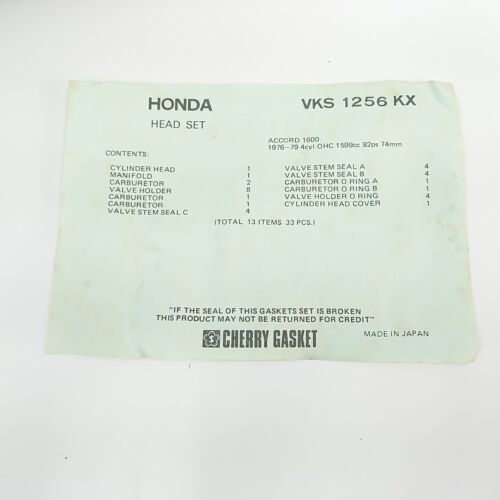 HONDA VKS 1256 KX
HEAD SET
ACCORD 1600
1976-79 4cyl OHC 1599cc 82ps 74mm
CONTENTS:
CYLINDER HEAD 1
MANIFOLD 1
CARBURETOR 2
VALVE HOLDER 8
CARBURETOR 1
CARBURETOR 1
VALVE STEM SEAL C 4
VALVE STEM SEAL A 4
VALVE STEM SEAL B 4
CARBURETOR O RING A 1
CARBURETOR O RING B 1
VALVE HOLDER O RING 4
CYLINDER HEAD COVER 1
(TOTAL 13 ITEMS 33 PCS.)
"IF THE SEAL OF THIS GASKETS SET IS BROKEN
THIS PRODUCT MAY NOT BE RETURNED FOR CREDIT"
CHERRY GASKET
MADE IN JAPAN